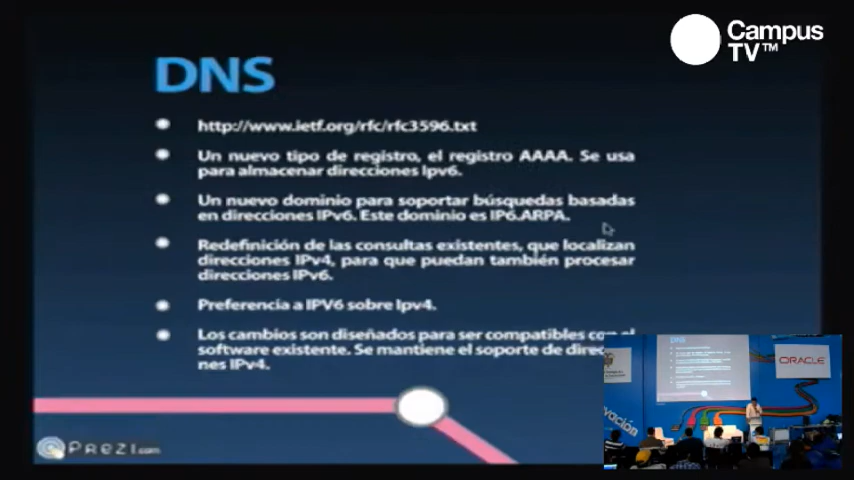 Campus
TV™
DNS
http://www.ietf.org/rfc/rfc3596.txt
Un nuevo tipo de registro, el registro AAAA. Se usa
para almacenar direcciones Ipv6.
Un nuevo dominio para soportar búsquedas basadas
en direcciones IPv6. Este dominio es IP6.ARPA.
Redefinición de las consultas existentes, que localizan
direcciones IPv4, para que puedan también procesar
direcciones IPv6.
Preferencia a IPV6 sobre Ipv4.
Los cambios son diseñados para ser compatibles con el
software existente. Se mantiene el soporte de direc
nes IPv4.
Prezi.com
DNS
ORACLE
ovación